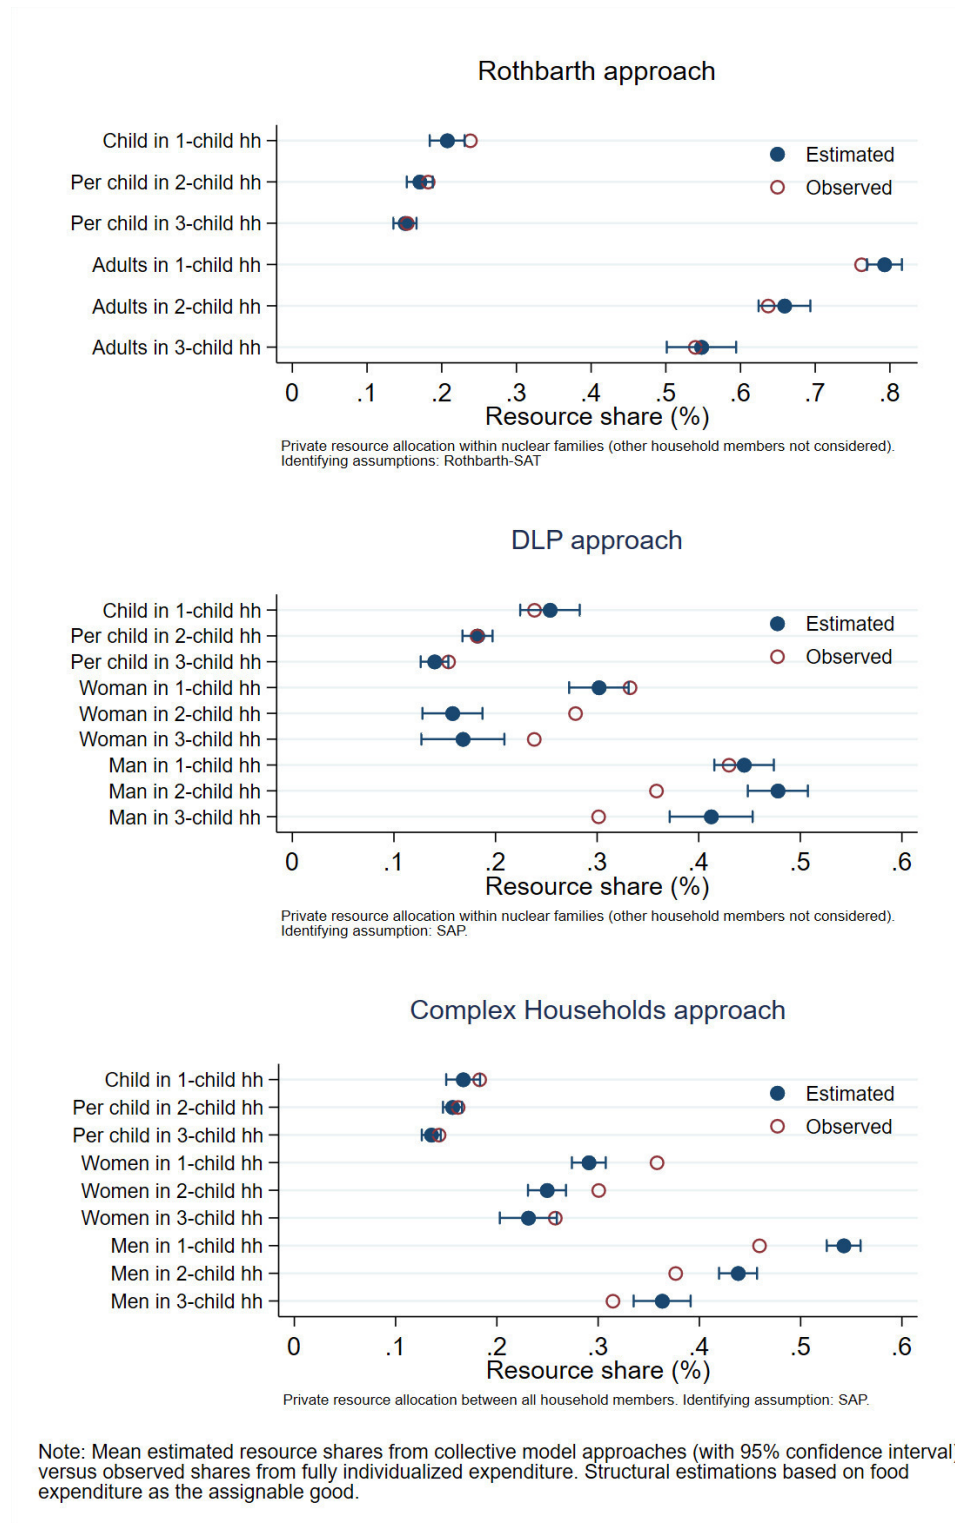 Rothbarth approach
Child in 1-child hh
Per child in 2-child hh
Per child in 3-child hh
Adults in 1-child hh
Adults in 2-child hh
Adults in 3-child hh
Estimated
Observed
0 .1 .2 .3 .4 .5 .6 .7 .8
Resource share (%)
Private resource allocation within nuclear families (other household members not considered).
Identifying assumptions: Rothbarth-SAT
DLP approach
Child in 1-child hh
Per child in 2-child hh
Per child in 3-child hh
Woman in 1-child hh
Woman in 2-child hh
Woman in 3-child hh
Man in 1-child hh
Man in 2-child hh
Man in 3-child hh
Estimated
Observed
0 .1 .2 .3 .4 .5 .6
Resource share (%)
Private resource allocation within nuclear families (other household members not considered).
Identifying assumption: SAP.
Complex Households approach
Child in 1-child hh
Per child in 2-child hh
Per child in 3-child hh
Women in 1-child hh
Women in 2-child hh
Women in 3-child hh
Men in 1-child hh
Men in 2-child hh
Men in 3-child hh
Estimated
Observed
0 .1 .2 .3 .4 .5 .6
Resource share (%)
Private resource allocation between all household members. Identifying assumption: SAP.
Note: Mean estimated resource shares from collective model approaches (with 95% confidence interval)
versus observed shares from fully individualized expenditure. Structural estimations based on food
expenditure as the assignable good.